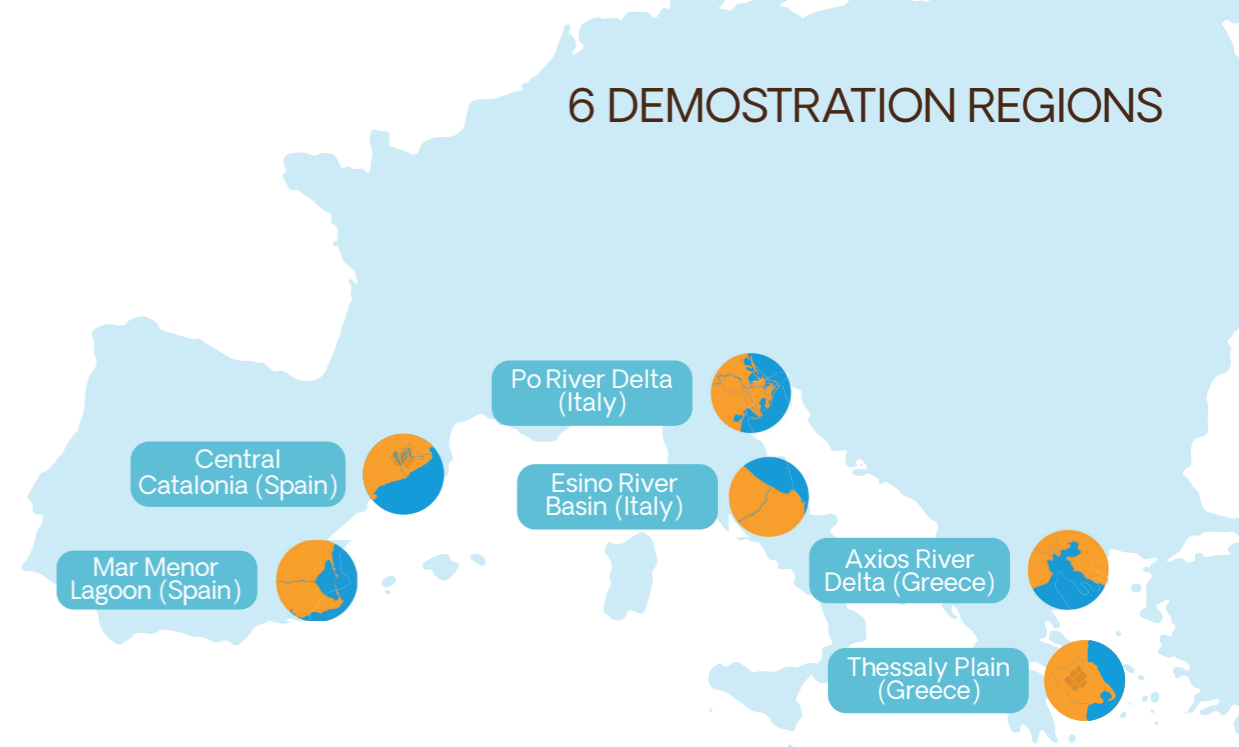 6 DEMOSTRATION REGIONS
Po River Delta
(Italy)
Central
Catalonia (Spain)
Esino River
Basin (Italy)
Mar Menor
Lagoon (Spain)
Axios River
Delta (Greece)
Thessaly Plain
(Greece)